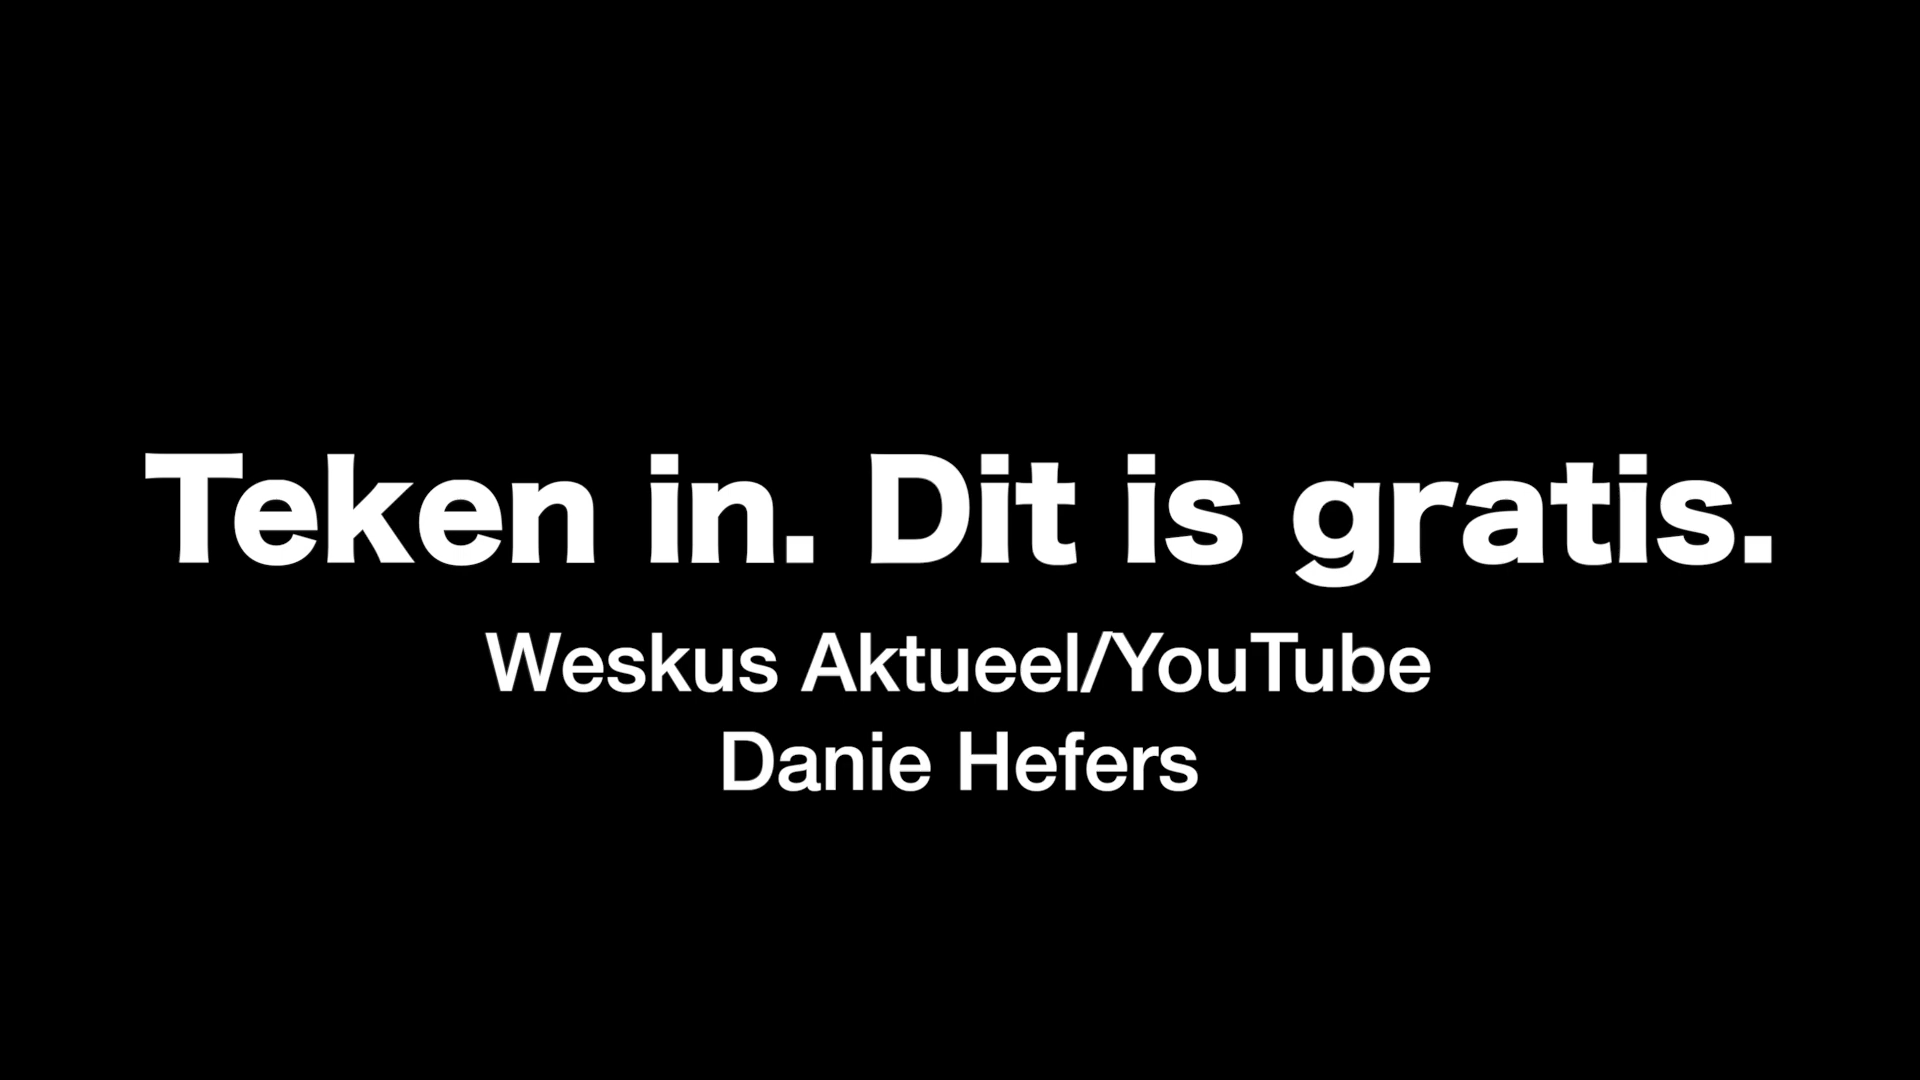 Teken in. Dit is gratis.
Weskus Aktueel/YouTube
Danie Hefers